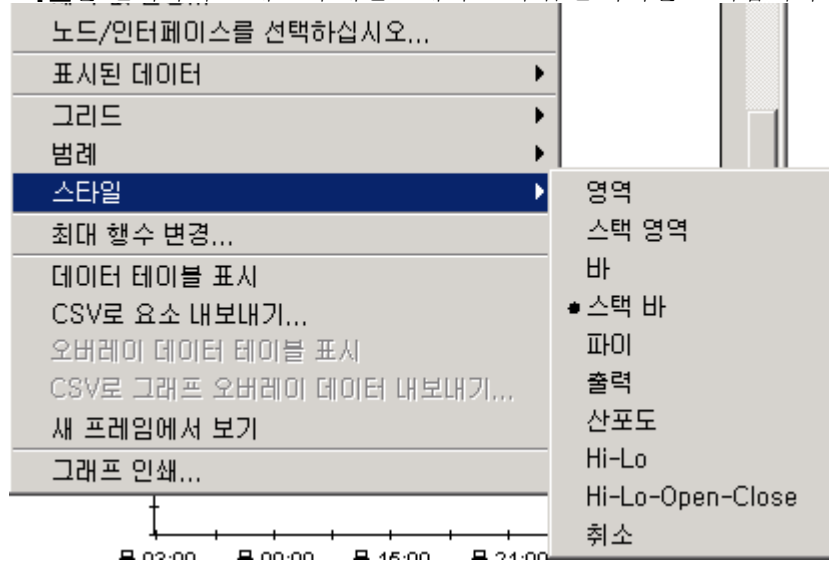 노드/인터페이스를 선택하십시오...
표시된 데이터
그리드
범례
스타일
최대 행수 변경...
데이터 테이블 표시
CSV로 요소 내보내기...
오버레이 데이터 테이블 표시
CSV로 그래프 오버레이 데이터 내보내기...
새 프레임에서 보기
그래프 인쇄...
영역
스택 영역
바
스택 바
파이
출력
산포도
Hi-Lo
Hi-Lo-Open-Close
취소